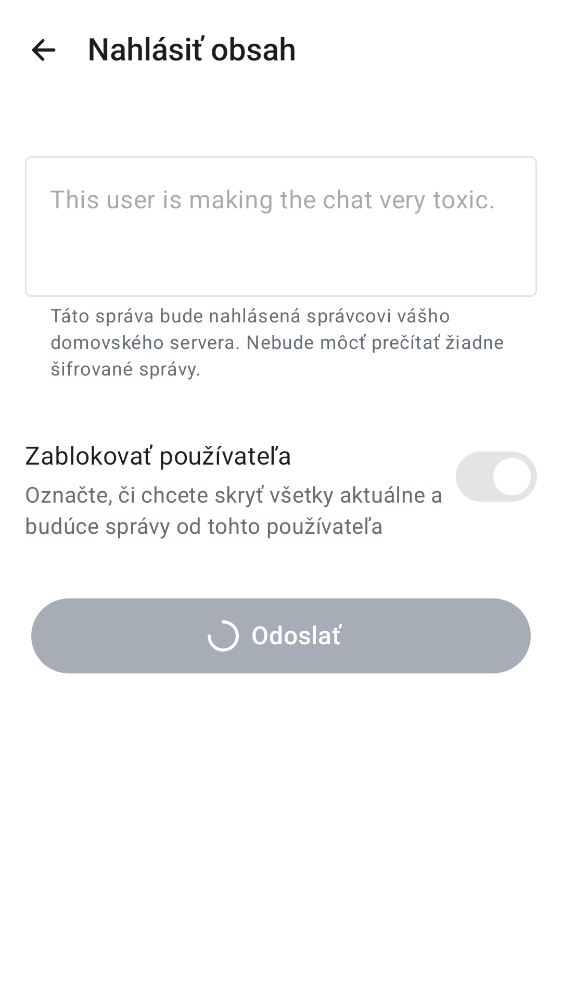 Nahlásiť obsah
This user is making the chat very toxic.
Táto správa bude nahlásená správcovi vášho
domovského servera. Nebude môcť prečítať žiadne
šifrované správy.
Zablokovať používateľa
Označte, či chcete skryť všetky aktuálne a
budúce správy od tohto používateľa
Odoslať